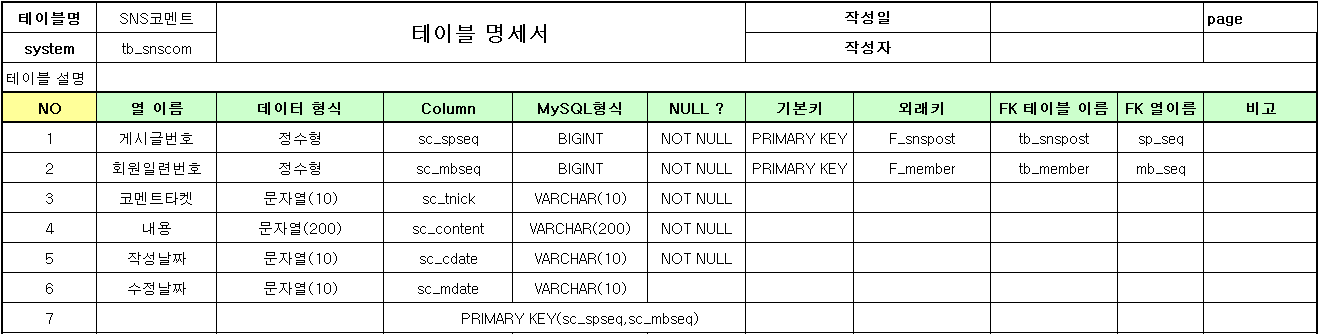 테이블명 SNS코멘트 테이블 명세서 작성일 page
system tb_snscom 작성자
테이블 설명
NO 열 이름 데이터 형식 Column MySQL형식 NULL ? 기본키 외래키 FK 테이블 이름 FK 열이름 비고
1 게시글번호 정수형 sc_spseq BIGINT NOT NULL PRIMARY KEY F_snspost tb_snspost sp_seq
2 회원일련번호 정수형 sc_mbseq BIGINT NOT NULL PRIMARY KEY F_member tb_member mb_seq
3 코멘트타켓 문자열(10) sc_tnick VARCHAR(10) NOT NULL
4 내용 문자열(200) sc_content VARCHAR(200) NOT NULL
5 작성날짜 문자열(10) sc_cdate VARCHAR(10) NOT NULL
6 수정날짜 문자열(10) sc_mdate VARCHAR(10)
7 PRIMARY KEY(sc_spseq,sc_mbseq)